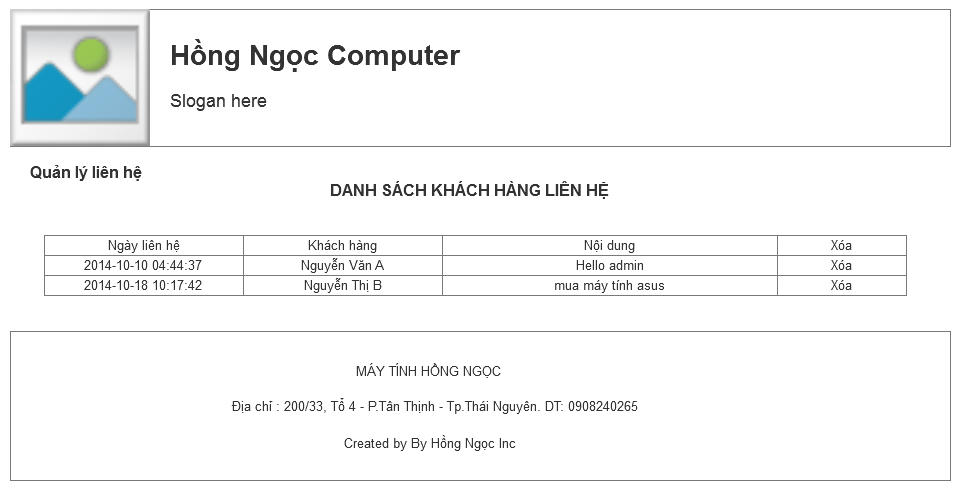 Hồng Ngọc Computer
Slogan here
Quản lý liên hệ
DANH SÁCH KHÁCH HÀNG LIÊN HỆ
Ngày liên hệ Khách hàng Nội dung Xóa
2014-10-10 04:44:37 Nguyễn Văn A Hello admin Xóa
2014-10-18 10:17:42 Nguyễn Thị B mua máy tính asus Xóa
MÁY TÍNH HỒNG NGỌC
Địa chỉ : 200/33, Tổ 4 - P.Tân Thịnh - Tp.Thái Nguyên. DT: 0908240265
Created by By Hồng Ngọc Inc